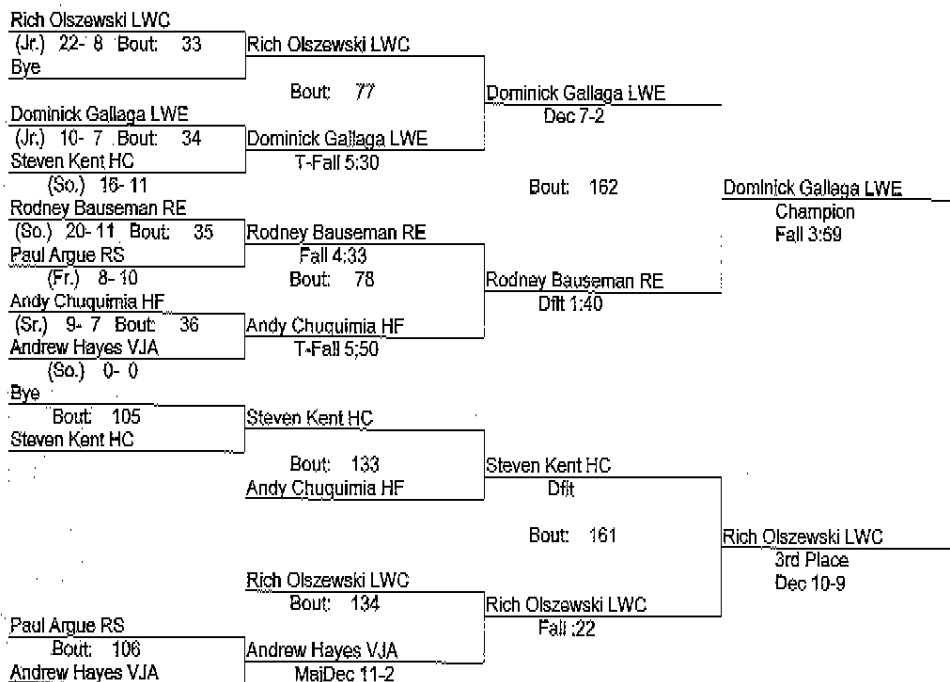 Rich Olszewski LWC
(Jr.) 22- 8 Bout: 33
Bye
Rich Olszewski LWC
Bout: 77
Dominick Gallaga LWE
(Jr.) 10- 7 Bout: 34
Steven Kent HC
(So.) 16- 11
Dominick Gallaga LWE
T-Fall 5:30
Dominick Gallaga LWE
Dec 7-2
Rodney Bauseman RE
(So.) 20- 11 Bout: 35
Paul Argue RS
(Fr.) 8- 10
Rodney Bauseman RE
Fall 4:33
Bout: 78
Andy Chuquimia HF
(Sr.) 9- 7 Bout: 36
Andrew Hayes VJA
(So.) 0- 0
Andy Chuquimia HF
T-Fall 5:50
Rodney Bauseman RE
Dflt 1:40
Bout: 162
Dominick Gallaga LWE
Champion
Fall 3:59
Bye
Bout: 105
Steven Kent HC
Steven Kent HC
Bout: 133
Andy Chuquimia HF
Steven Kent HC
Dflt
Bout: 161
Rich Olszewski LWC
3rd Place
Dec 10-9
Rich Olszewski LWC
Bout: 134
Rich Olszewski LWC
Fall :22
Paul Argue RS
Bout: 106
Andrew Hayes VJA
Andrew Hayes VJA
MajDec 11-2